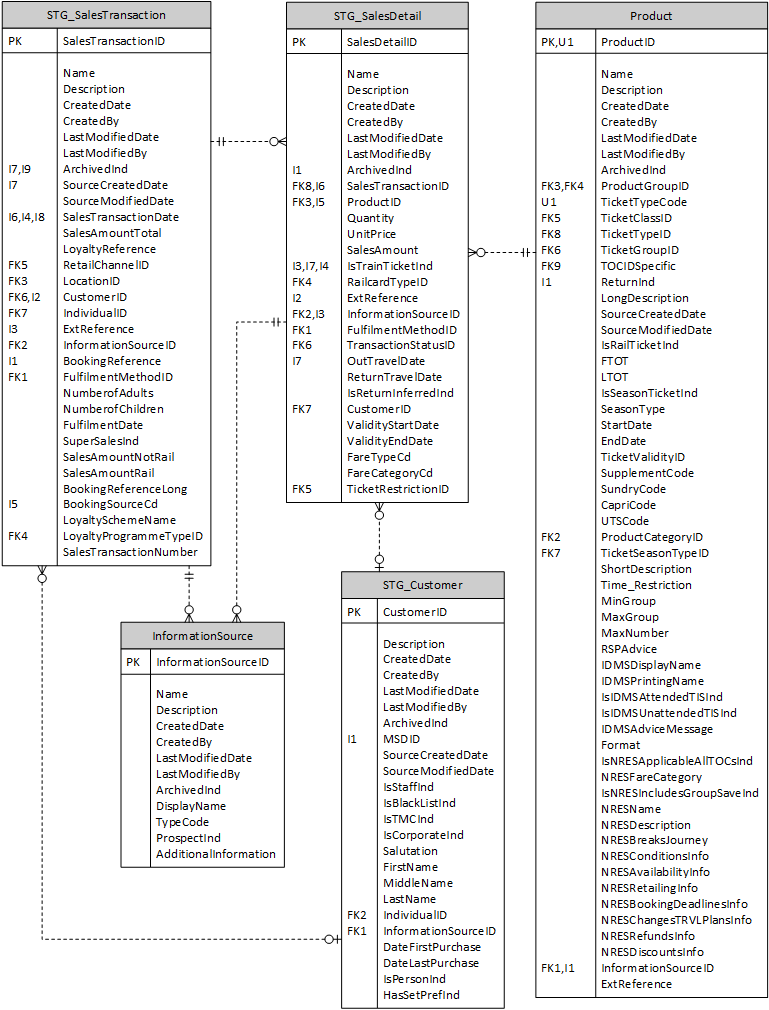 STG_SalesTransaction
PK SalesTransactionID
Name
Description
CreatedDate
CreatedBy
LastModifiedDate
LastModifiedBy
I7,I9 ArchivedInd
I7 SourceCreatedDate
SourceModifiedDate
I6,I4,I8 SalesTransactionDate
SalesAmountTotal
LoyaltyReference
FK5 RetailChannelID
FK3 LocationID
FK6,I2 CustomerID
FK7 IndividualID
I3 ExtReference
FK2 InformationSourceID
I1 BookingReference
FK1 FulfilmentMethodID
NumberofAdults
NumberofChildren
FulfilmentDate
SuperSalesInd
SalesAmountNotRail
SalesAmountRail
BookingReferenceLong
I5 BookingSourceCd
LoyaltySchemeName
FK4 LoyaltyProgrammeTypeID
SalesTransactionNumber
STG_SalesDetail
PK SalesDetailID
Name
Description
CreatedDate
CreatedBy
LastModifiedDate
LastModifiedBy
I1 ArchivedInd
FK8,I6 SalesTransactionID
FK3,I5 ProductID
Quantity
UnitPrice
SalesAmount
I3,I7,I4 IsTrainTicketInd
FK4 RailcardTypeID
I2 ExtReference
FK2,I3 InformationSourceID
FK1 FulfilmentMethodID
FK6 TransactionStatusID
I7 OutTravelDate
ReturnTravelDate
IsReturnInferredInd
FK7 CustomerID
ValidityStartDate
ValidityEndDate
FareTypeCd
FareCategoryCd
FK5 TicketRestrictionID
Product
PK,U1 ProductID
Name
Description
CreatedDate
CreatedBy
LastModifiedDate
LastModifiedBy
ArchivedInd
FK3,FK4 ProductGroupID
U1 TicketTypeCode
FK5 TicketClassID
FK8 TicketTypeID
FK6 TicketGroupID
FK9 TOCIDSpecific
I1 ReturnInd
LongDescription
SourceCreatedDate
SourceModifiedDate
IsRailTicketInd
FTOT
LTOT
IsSeasonTicketInd
SeasonType
StartDate
EndDate
TicketValidityID
SupplementCode
SundryCode
CapriCode
UTSCode
FK2 ProductCategoryID
FK7 TicketSeasonTypeID
ShortDescription
Time_Restriction
MinGroup
MaxGroup
MaxNumber
RSPAdvice
IDMSDisplayName
IDMSPrintingName
IsIDMSAttendedTISInd
IsIDMSUnattendedTISInd
IDMSAdviceMessage
Format
IsNRESApplicableAllTOCsInd
NRESFareCategory
IsNRESIncludesGroupSaveInd
NRESName
NRESDescription
NRESBreaksJourney
NRESConditionsInfo
NRESAvailabilityInfo
NRESRetailingInfo
NRESBookingDeadlinesInfo
NRESChangesTRVLPlansInfo
NRESRefundsInfo
NRESDiscountsInfo
FK1,I1 InformationSourceID
ExtReference
InformationSource
PK InformationSourceID
Name
Description
CreatedDate
CreatedBy
LastModifiedDate
LastModifiedBy
ArchivedInd
DisplayName
TypeCode
ProspectInd
AdditionalInformation
STG_Customer
PK CustomerID
Description
CreatedDate
CreatedBy
LastModifiedDate
LastModifiedBy
ArchivedInd
I1 MSDID
SourceCreatedDate
SourceModifiedDate
IsStaffInd
IsBlackListInd
IsTMCInd
IsCorporateInd
Salutation
FirstName
MiddleName
LastName
FK2 IndividualID
FK1 InformationSourceID
DateFirstPurchase
DateLastPurchase
IsPersonInd
HasSetPrefInd